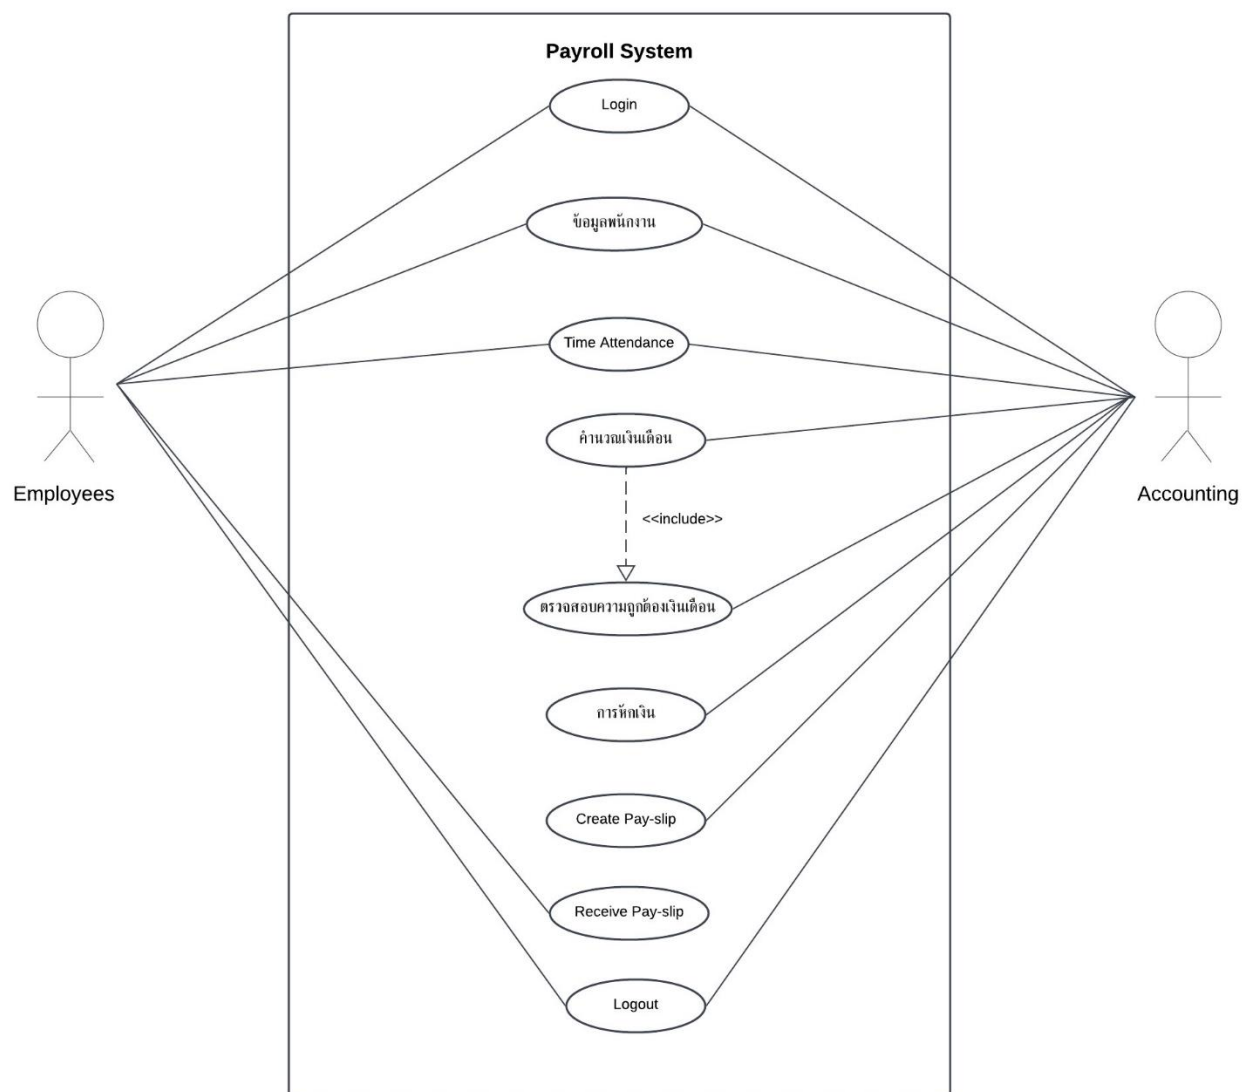 Payroll System
Login
ข้อมูลพนักงาน
Time Attendance
คำนวณเงินเดือน
Employees
Accounting
<<include>>
ตรวจสอบความถูกต้องเงินเดือน
การหักเงิน
Create Pay-slip
Receive Pay-slip
Logout